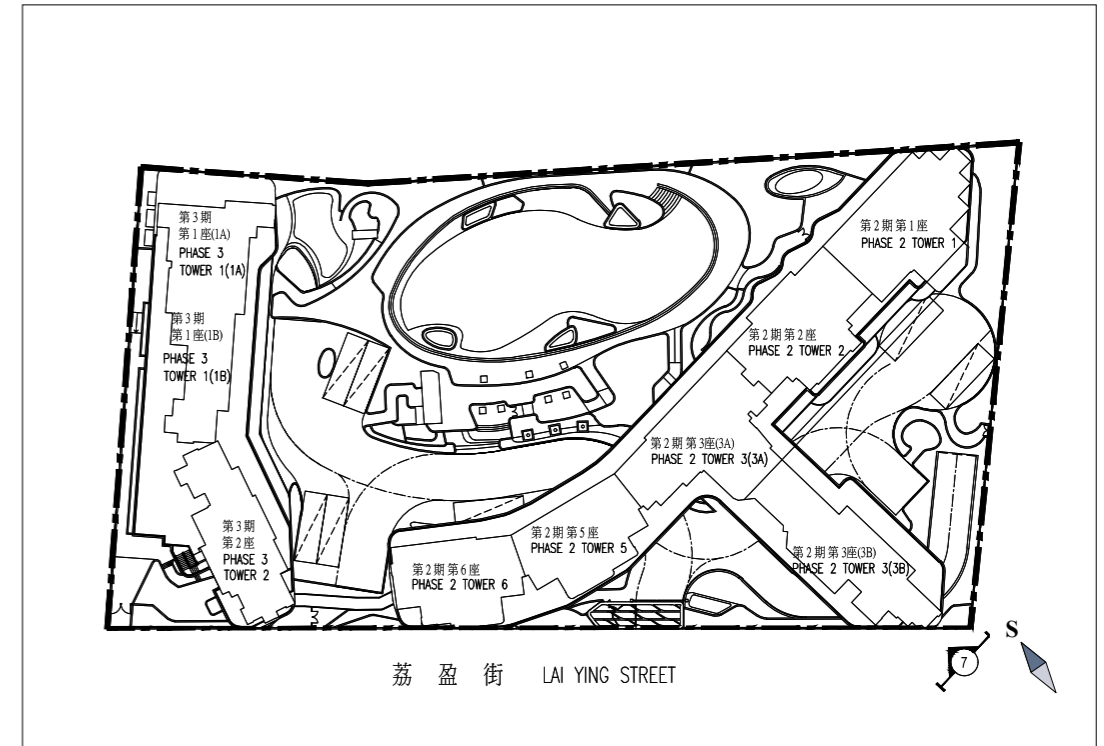 第3期
第1座(1A)
PHASE 3
TOWER 1(1A)
第3期
第1座(1B)
PHASE 3
TOWER 1(1B)
第3期
第2座
PHASE 3
TOWER 2
第2期第1座
PHASE 2 TOWER 1
第2期第2座
PHASE 2 TOWER 2
第2期第3座(3A)
PHASE 2 TOWER 3(3A)
第2期第5座
PHASE 2 TOWER 5
第2期第3座(3B)
PHASE 2 TOWER 3(3B)
第2期第6座
PHASE 2 TOWER 6
荔盈街 LAI YING STREET
7
S